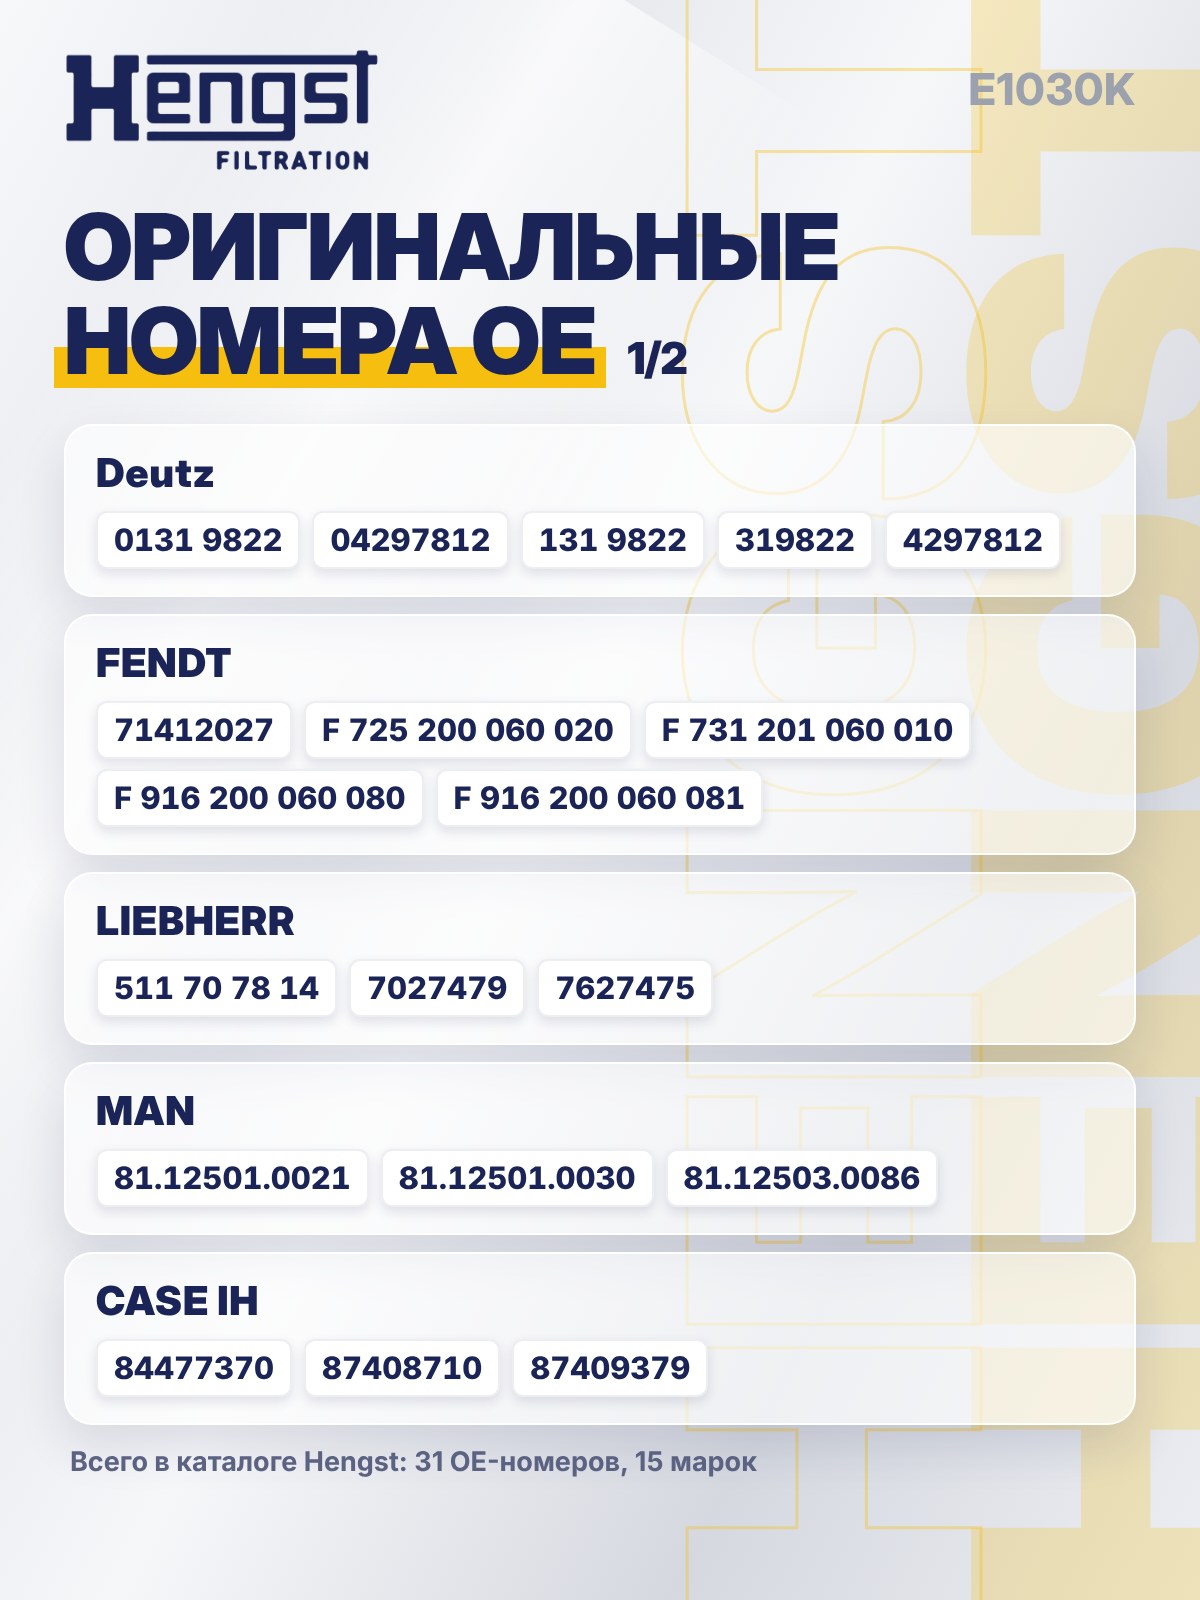 Hengst
FILTRATION
E1030K
ОРИГИНАЛЬНЫЕ
НОМЕРА OE 1/2
Deutz
0131 9822 04297812 131 9822 319822 4297812
FENDT
71412027 F 725 200 060 020 F 731 201 060 010
F 916 200 060 080 F 916 200 060 081
LIEBHERR
511 70 78 14 7027479 7627475
MAN
81.12501.0021 81.12501.0030 81.12503.0086
CASE IH
84477370 87408710 87409379
Всего в каталоге Hengst: 31 OE-номеров, 15 марок
HENGST
HENGST